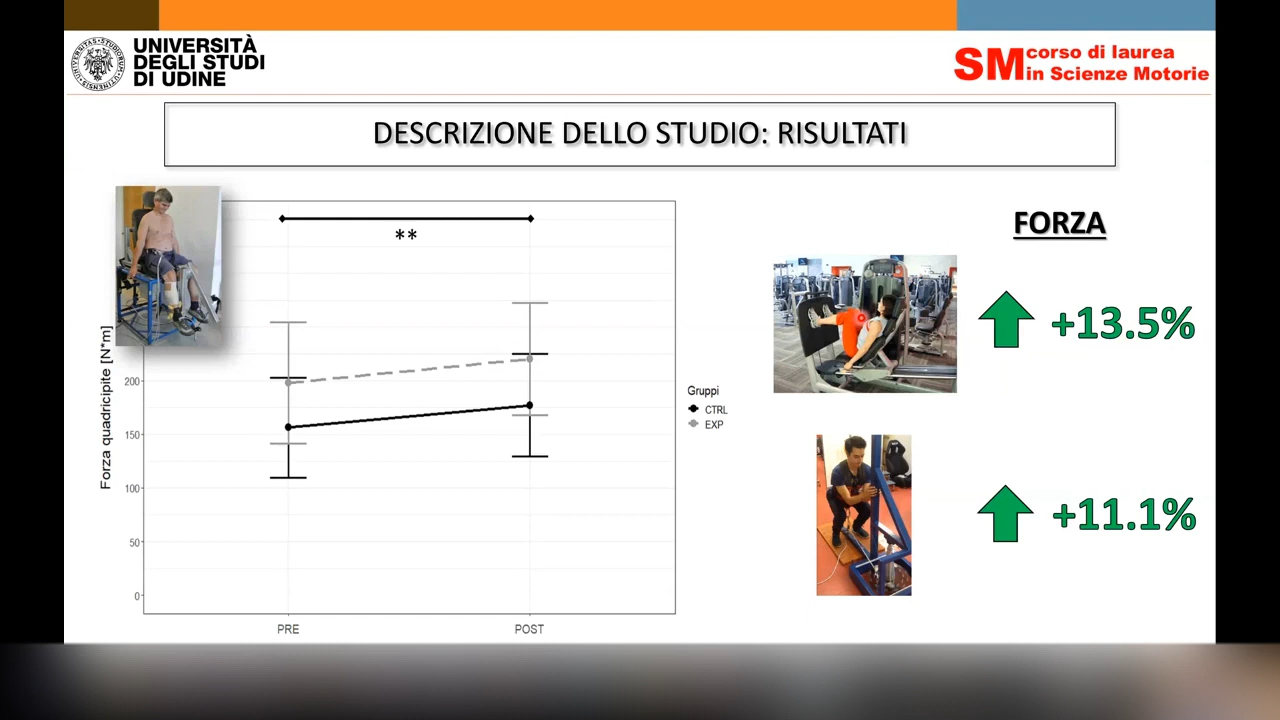 UNIVERSITÀ
DEGLI STUDI
DI UDINE
SM corso di laurea
in Scienze Motorie
DESCRIZIONE DELLO STUDIO: RISULTATI
**
Forza quadricipite [N*m]
200
150
100
50
0
PRE
POST
Gruppi
CTRL
EXP
FORZA
+13.5%
+11.1%